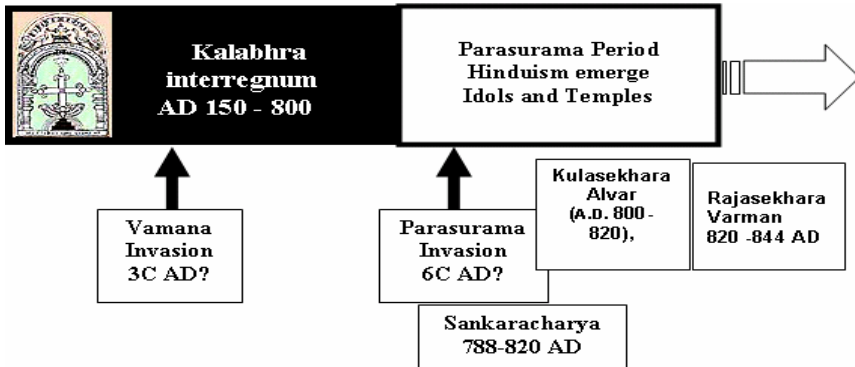 Kalabhra
interregnum
AD 150 - 800
Parasurama Period
Hinduism emerge
Idols and Temples
Vamana
Invasion
3C AD?
Parasurama
Invasion
6C AD?
Kulasekhara
Alvar
(A.D. 800 -
820),
Rajasekhara
Varman
820 -844 AD
Sankaracharya
788-820 AD